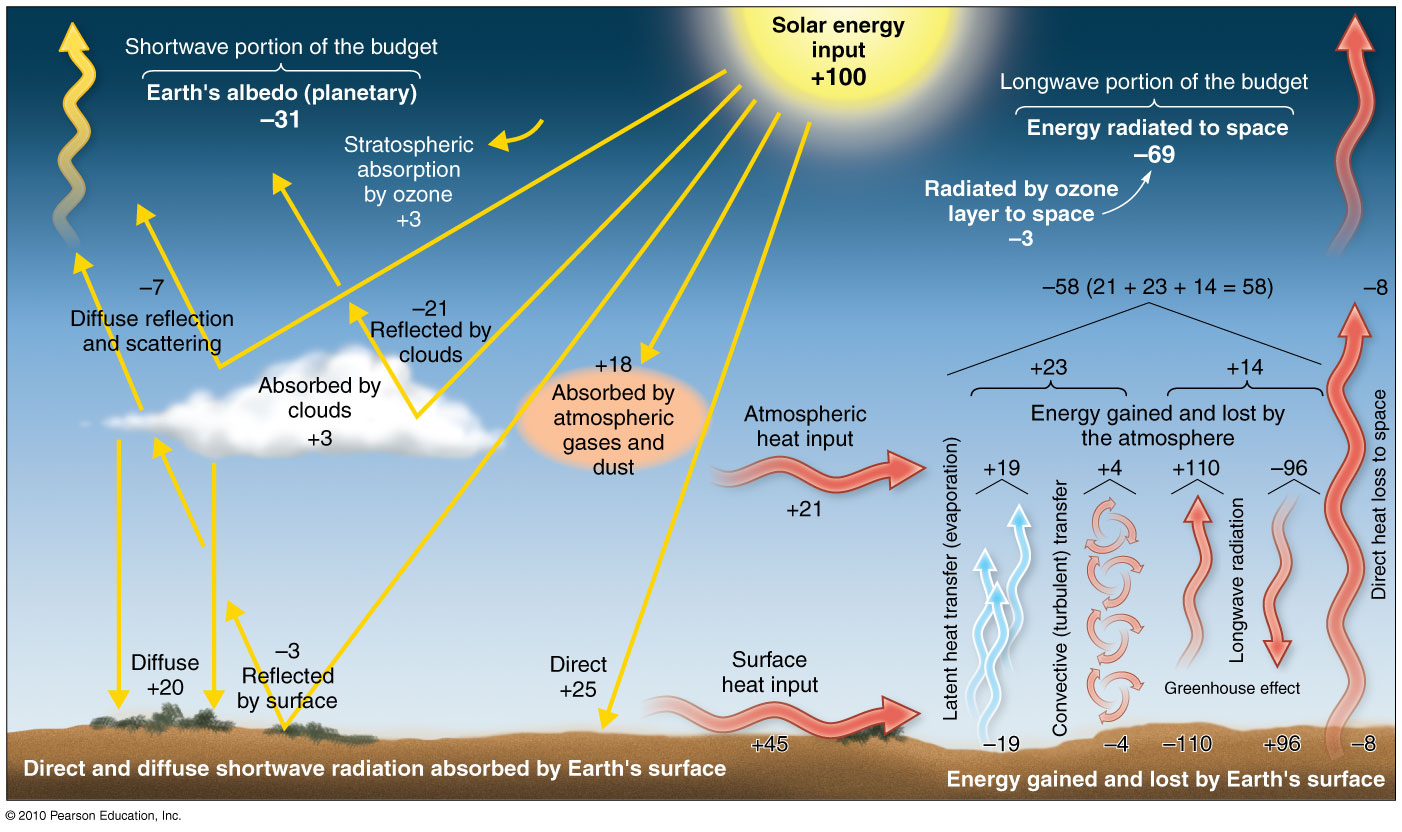 Solar energy
input
+100
Shortwave portion of the budget
Earth's albedo (planetary)
–31
Stratospheric
absorption
by ozone
+3
Longwave portion of the budget
Energy radiated to space
–69
Radiated by ozone
layer to space
–3
–7
Diffuse reflection
and scattering
–21
Reflected by
clouds
Absorbed by
clouds
+3
+18
Absorbed by
atmospheric
gases and
dust
Atmospheric
heat input
+21
–58 (21 + 23 + 14 = 58)
–8
+23
+14
Energy gained and lost by
the atmosphere
+19
+4
+110
–96
Latent heat transfer (evaporation)
Convective (turbulent) transfer
Longwave radiation
Direct heat loss to space
Greenhouse effect
Diffuse
+20
–3
Reflected
by surface
Direct
+25
Surface
heat input
+45
–19
–4
–110
+96
–8
Direct and diffuse shortwave radiation absorbed by Earth's surface
Energy gained and lost by Earth's surface
© 2010 Pearson Education, Inc.